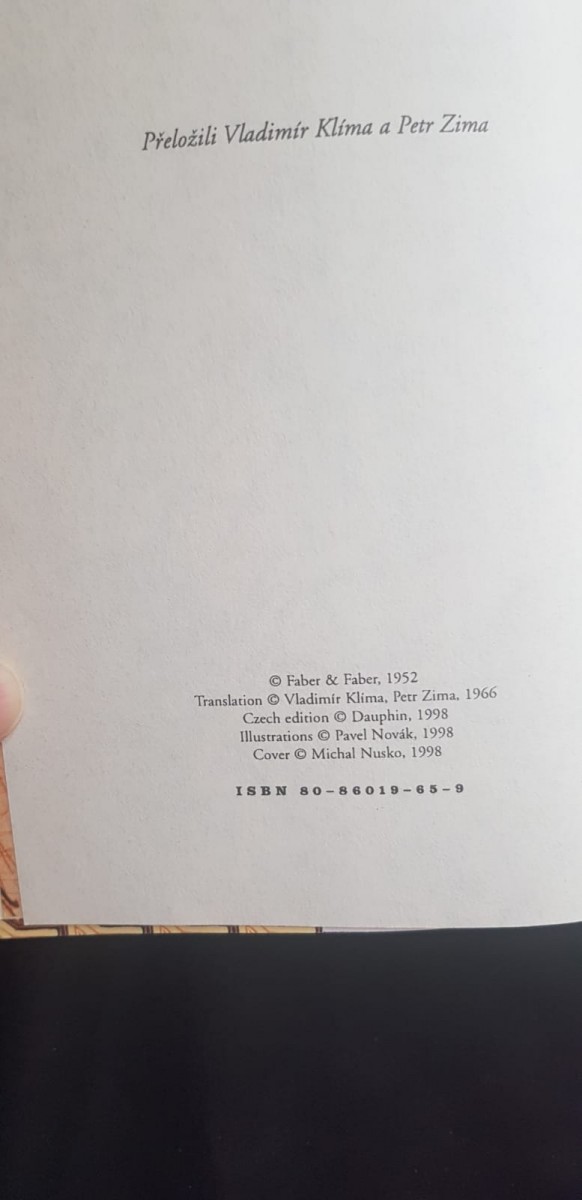 Přeložili Vladimír Klíma a Petr Zima
© Faber & Faber, 1952
Translation © Vladimír Klíma, Petr Zima, 1966
Czech edition © Dauphin, 1998
Illustrations © Pavel Novák, 1998
Cover © Michal Nusko, 1998
ISBN 80-86019-65-9